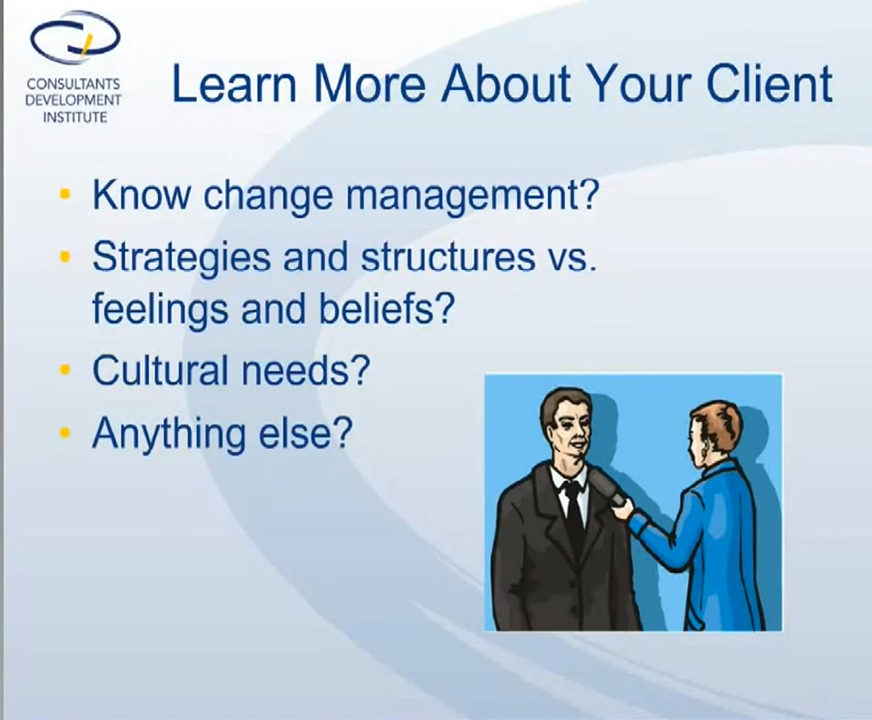 CONSULTANTS
DEVELOPMENT
INSTITUTE
Learn More About Your Client
• Know change management?
• Strategies and structures vs.
feelings and beliefs?
• Cultural needs?
• Anything else?